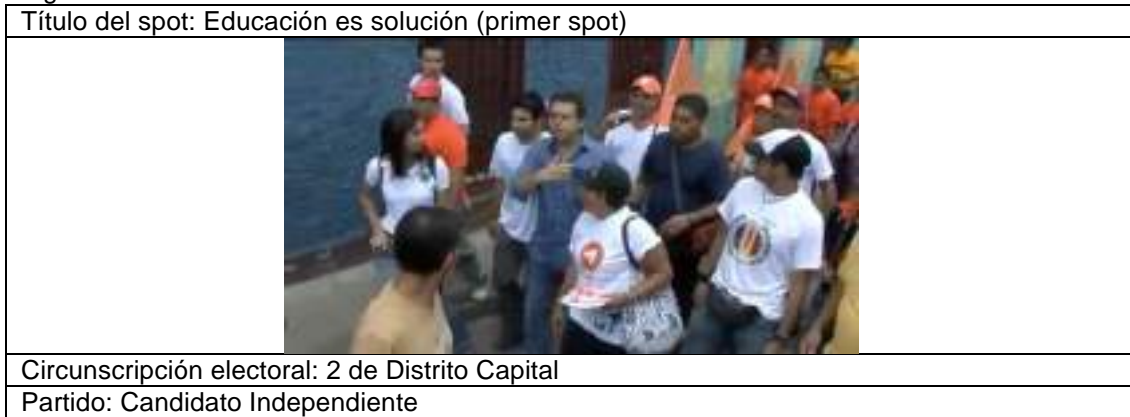 Título del spot: Educación es solución (primer spot)
Circunscripción electoral: 2 de Distrito Capital
Partido: Candidato Independiente